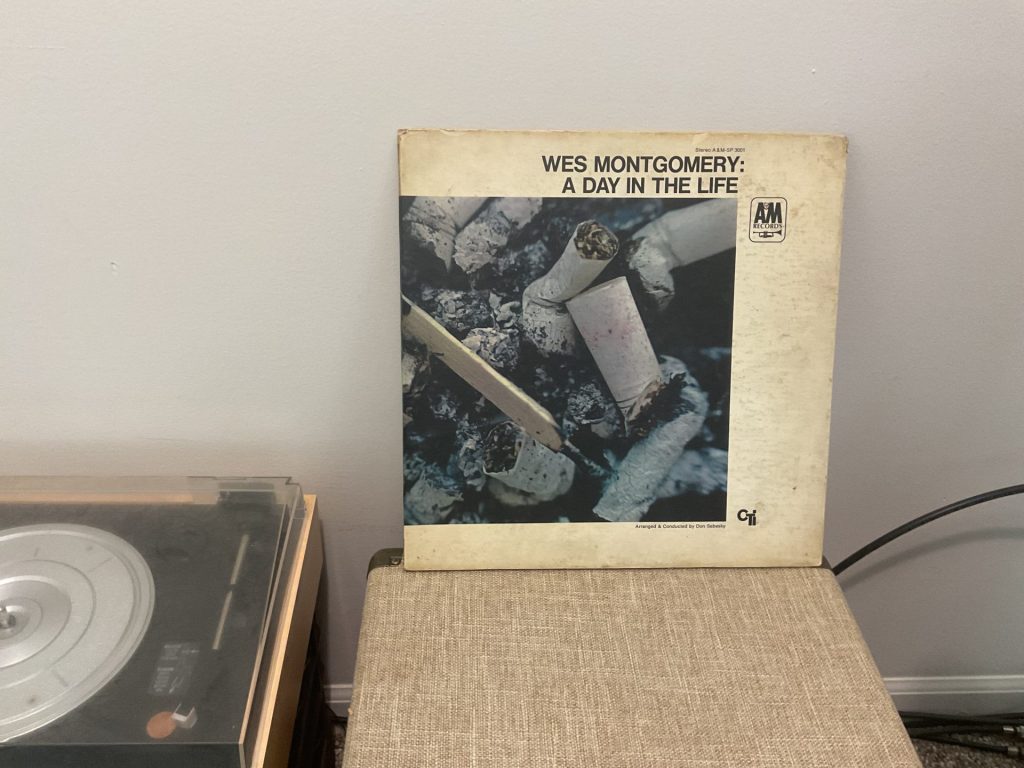 Stereo A&M-SP 3001
WES MONTGOMERY:
A DAY IN THE LIFE
A&M
RECORDS
Arranged & Conducted by Don Sebesky
CTi